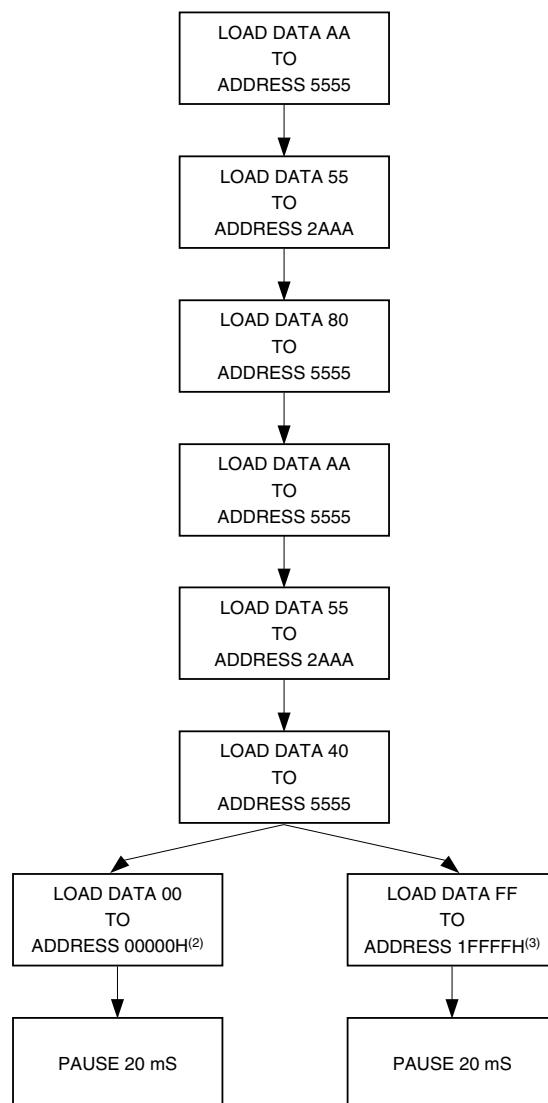 LOAD DATA AA
TO
ADDRESS 5555
LOAD DATA 55
TO
ADDRESS 2AAA
LOAD DATA 80
TO
ADDRESS 5555
LOAD DATA AA
TO
ADDRESS 5555
LOAD DATA 55
TO
ADDRESS 2AAA
LOAD DATA 40
TO
ADDRESS 5555
LOAD DATA 00
TO
ADDRESS 00000H(2)
LOAD DATA FF
TO
ADDRESS 1FFFFH(3)
PAUSE 20 mS
PAUSE 20 mS